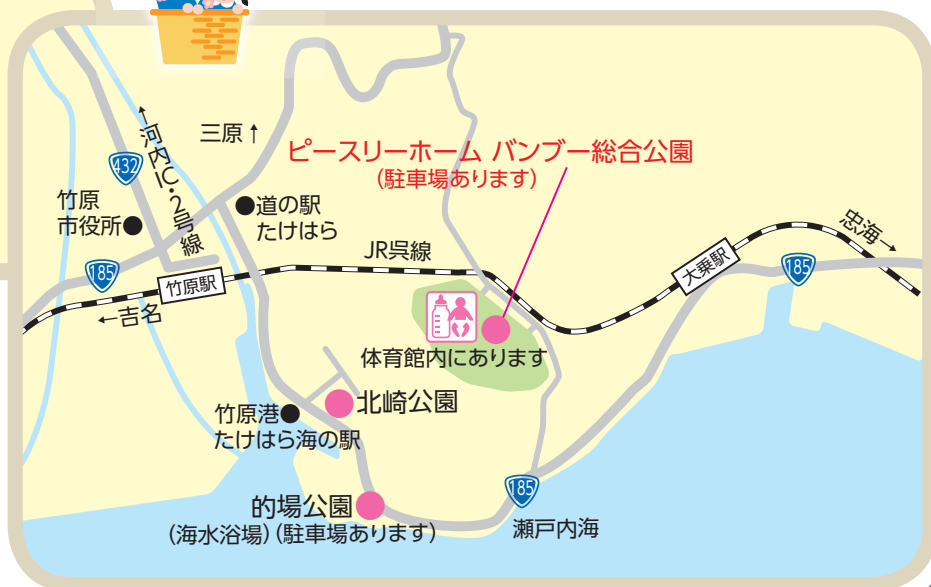 三原↑
ピースリーホーム バンブー総合公園
(駐車場あります)
←河内IC・2号線
432
竹原
市役所
道の駅
たけはら
JR呉線
忠海→
大乗駅
185
185
竹原駅
←吉名
体育館内にあります
北崎公園
竹原港
たけはら海の駅
185
的場公園
(海水浴場)(駐車場あります)
瀬戸内海